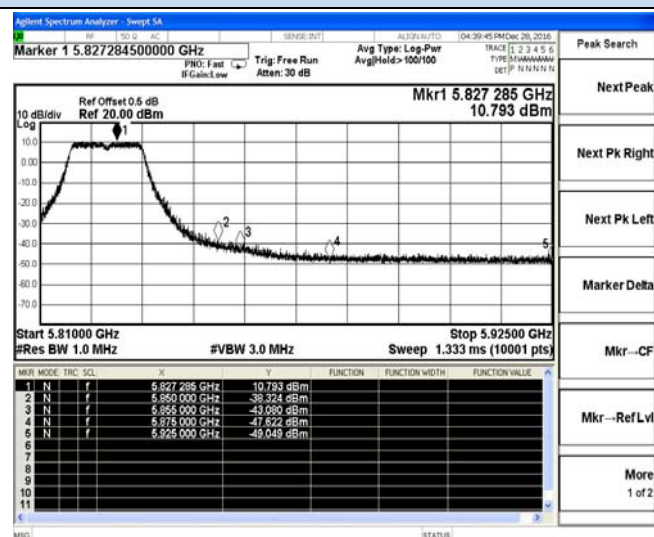 Agilent Spectrum Analyzer - Swept SA
RF 50 Ω AC SENSE:INT ALIGNAUTO 04:39:45 PM Dec 28, 2016
Marker 1 5.827284500000 GHz
PNO: Fast Trig: Free Run
IFGain:Low Atten: 30 dB
Avg Type: Log-Pwr
Avg|Hold:> 100/100
TRACE 1 2 3 4 5 6
TYPE MWWWWW
DET P N N N N N
Peak Search
Next Peak
Next Pk Right
Next Pk Left
Marker Delta
Mkr→CF
Mkr→RefLvl
More
1 of 2
Mkr1 5.827 285 GHz
10.793 dBm
Ref Offset 0.5 dB
10 dB/div Ref 20.00 dBm
Log
10.0
0.00
-10.0
-20.0
-30.0
-40.0
-50.0
-60.0
-70.0
1
2
3
4
5
Start 5.81000 GHz Stop 5.92500 GHz
#Res BW 1.0 MHz #VBW 3.0 MHz Sweep 1.333 ms (10001 pts)
MKR MODE TRC SCL X Y FUNCTION FUNCTION WIDTH FUNCTION VALUE
1 N f 5.827 285 GHz 10.793 dBm
2 N f 5.850 000 GHz -38.324 dBm
3 N f 5.855 000 GHz -43.080 dBm
4 N f 5.875 000 GHz -47.622 dBm
5 N f 5.925 000 GHz -49.049 dBm
6
7
8
9
10
11
MSG STATUS